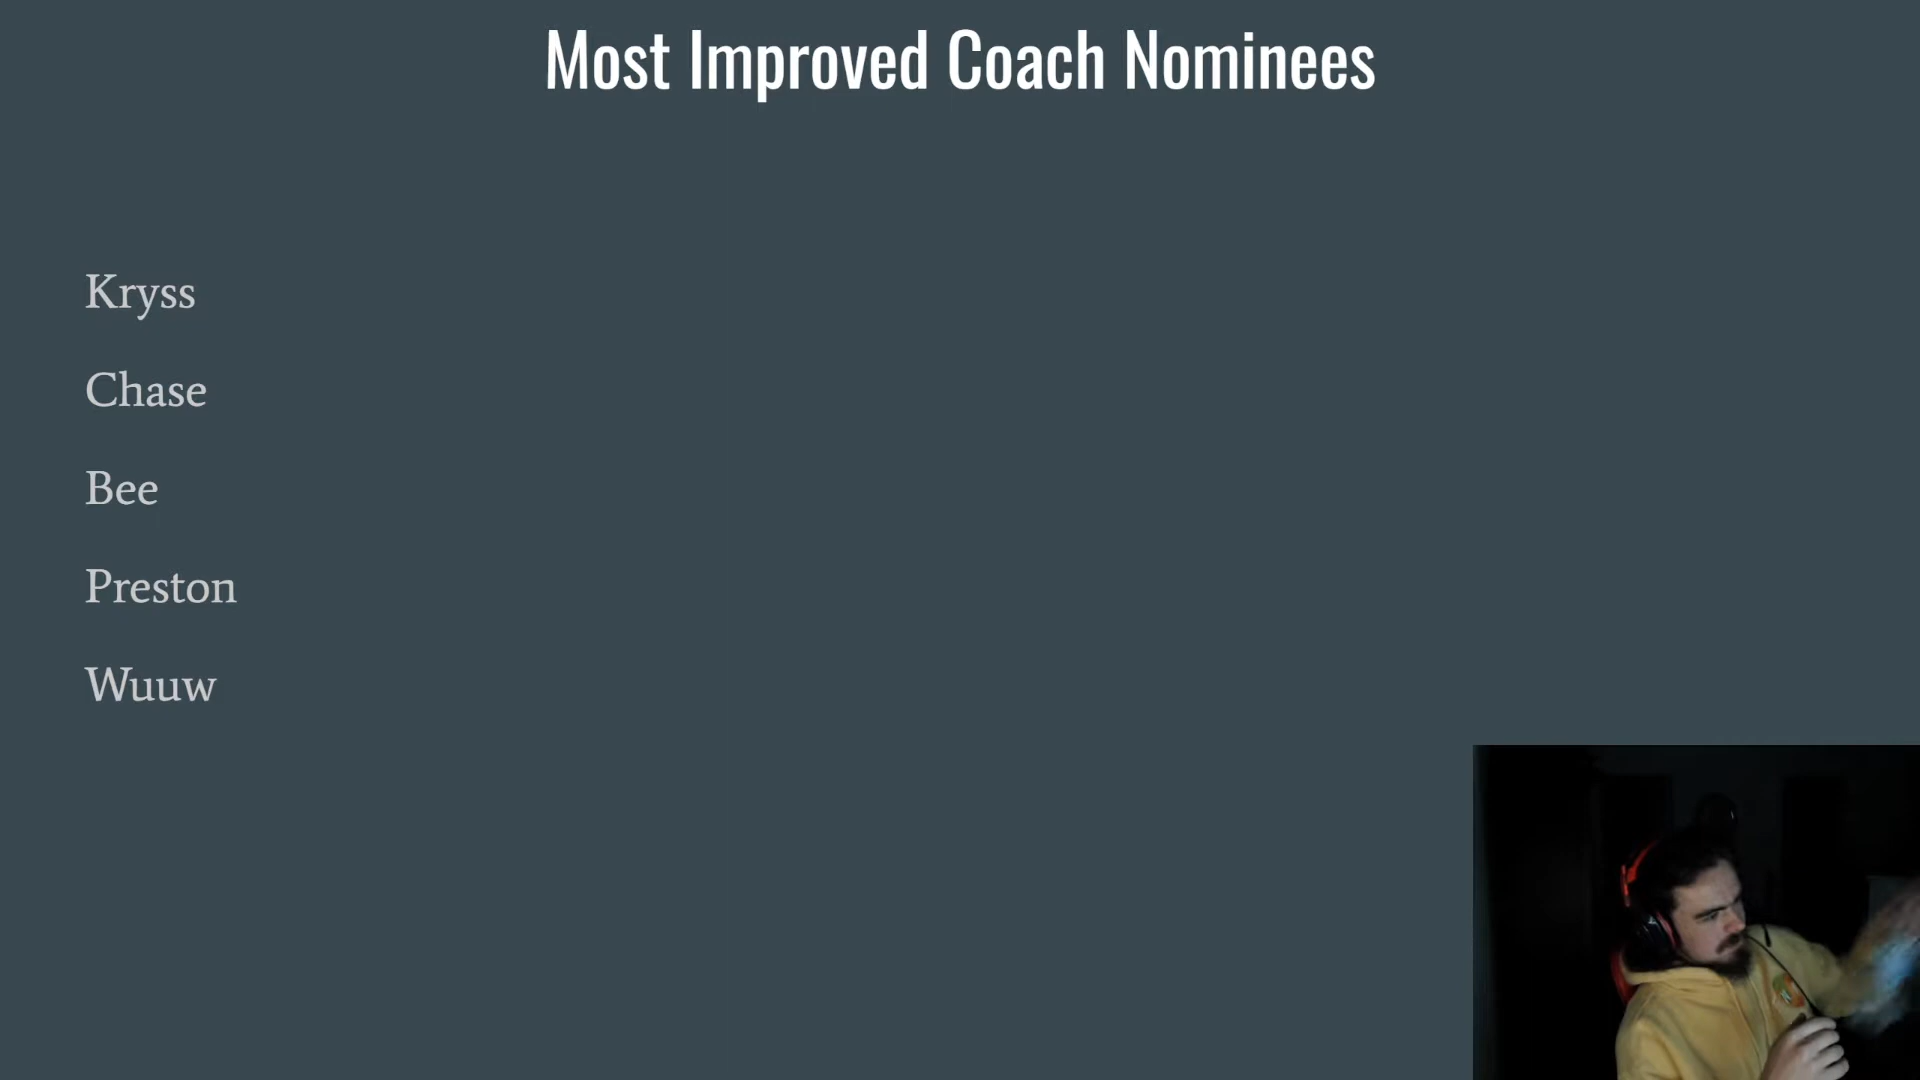 Most Improved Coach Nominees
Kryss
Chase
Bee
Preston
Wuuw